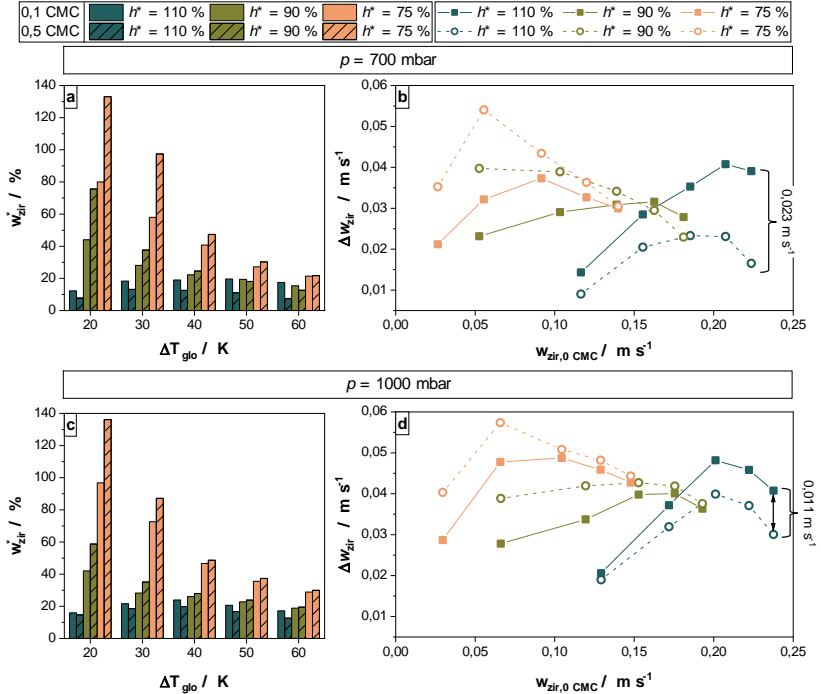 0,1 CMC h* = 110 % h* = 90 % h* = 75 % h* = 110 % h* = 90 % h* = 75 %
0,5 CMC h* = 110 % h* = 90 % h* = 75 % h* = 110 % h* = 90 % h* = 75 %
p = 700 mbar
a
140
120
100
80
60
40
20
0
w*zir / %
20 30 40 50 60
ΔTglo / K
b
0,06
0,05
0,04
0,03
0,02
0,01
Δwzir / m s-1
0,023 m s-1
0,00 0,05 0,10 0,15 0,20 0,25
wzir,0 CMC / m s-1
p = 1000 mbar
c
140
120
100
80
60
40
20
0
w*zir / %
20 30 40 50 60
ΔTglo / K
d
0,06
0,05
0,04
0,03
0,02
0,01
Δwzir / m s-1
0,011 m s-1
0,00 0,05 0,10 0,15 0,20 0,25
wzir,0 CMC / m s-1